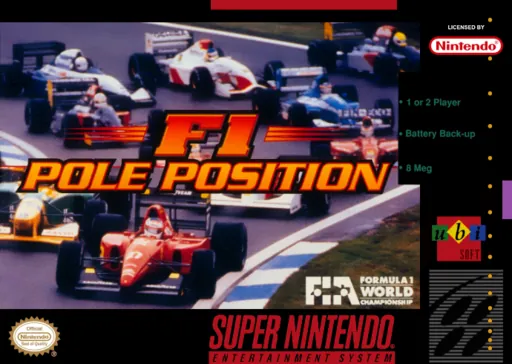 LICENSED BY
Nintendo®
• 1 or 2 Player
• Battery Back-up
• 8 Meg
F1
POLE POSITION
ubi
SOFT
FIA
FORMULA 1
WORLD
CHAMPIONSHIP
Official
Nintendo
Seal of Quality
SUPER NINTENDO
ENTERTAINMENT SYSTEM